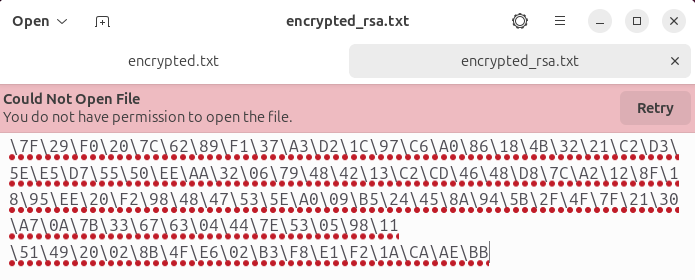 Open
encrypted_rsa.txt
encrypted.txt
encrypted_rsa.txt
Could Not Open File
You do not have permission to open the file.
Retry
\7F\29\F0\20\7C\62\89\F1\37\A3\D2\1C\97\C6\A0\86\18\4B\32\21\C2\D3\
5E\E5\D7\55\50\EE\AA\32\06\79\48\42\13\C2\CD\46\48\D8\7C\A2\12\8F\1
8\95\EE\20\F2\98\48\47\53\5E\A0\09\B5\24\45\8A\94\5B\2F\4F\7F\21\30
\A7\0A\7B\33\67\63\04\44\7E\53\05\98\11
\51\49\20\02\8B\4F\E6\02\B3\F8\E1\F2\1A\CA\AE\BB